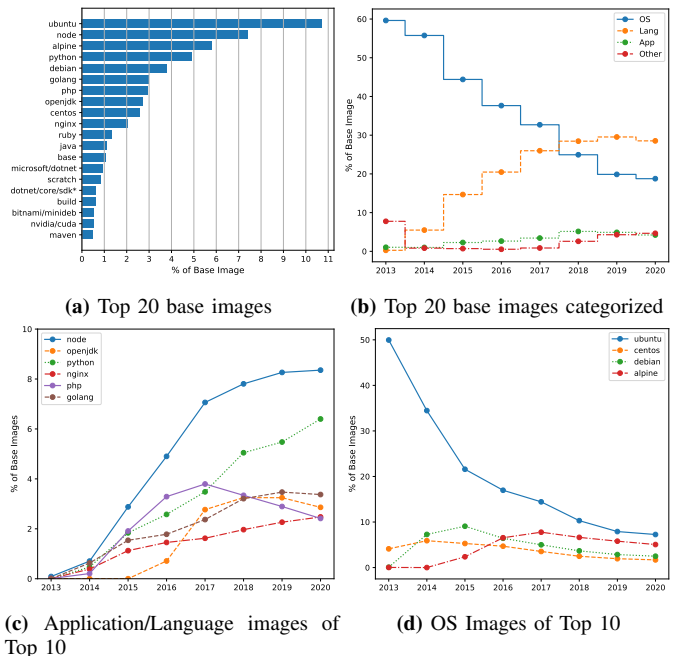 ubuntu
node
alpine
python
debian
golang
php
openjdk
centos
nginx
ruby
java
base
microsoft/dotnet
scratch
dotnet/core/sdk*
build
bitnami/minideb
nvidia/cuda
maven
0 1 2 3 4 5 6 7 8 9 10 11
% of Base Image
(a) Top 20 base images
60
50
40
30
20
10
0
% of Base Image
OS
Lang
App
Other
2013 2014 2015 2016 2017 2018 2019 2020
(b) Top 20 base images categorized
10
8
6
4
2
0
% of Base Images
node
openjdk
python
nginx
php
golang
2013 2014 2015 2016 2017 2018 2019 2020
(c) Application/Language images of
Top 10
50
40
30
20
10
0
% of Base Images
ubuntu
centos
debian
alpine
2013 2014 2015 2016 2017 2018 2019 2020
(d) OS Images of Top 10